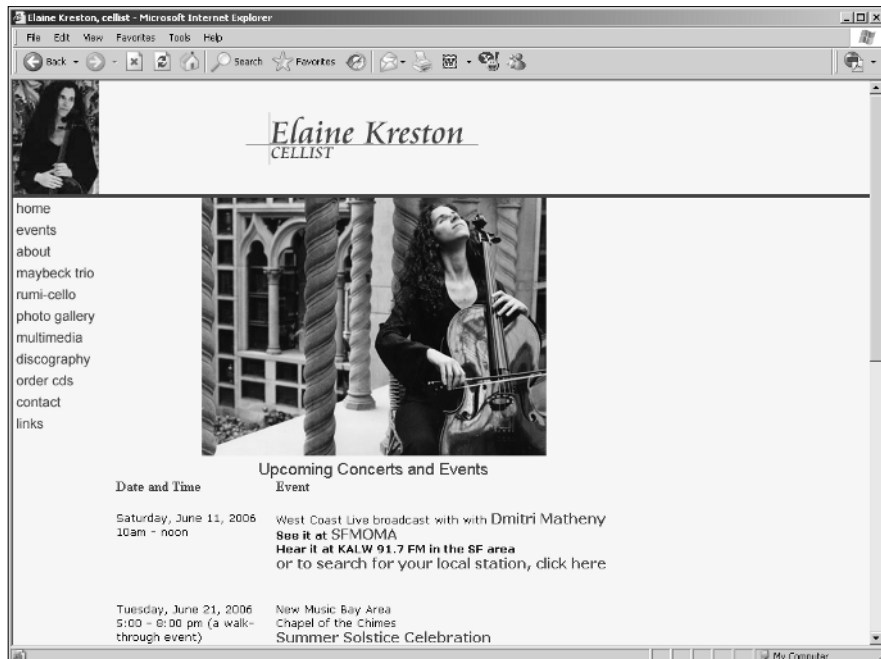 Elaine Kreston, cellist - Microsoft Internet Explorer
File Edit View Favorites Tools Help
Back Search Favorites
Elaine Kreston
CELLIST
home
events
about
maybeck trio
rumi-cello
photo gallery
multimedia
discography
order cds
contact
links
Upcoming Concerts and Events
Date and Time Event
Saturday, June 11, 2006 West Coast Live broadcast with with Dmitri Matheny
10am - noon See it at SFMOMA
Hear it at KALW 91.7 FM in the SF area
or to search for your local station, click here
Tuesday, June 21, 2006 New Music Bay Area
5:00 - 8:00 pm (a walk- Chapel of the Chimes
through event) Summer Solstice Celebration
My Computer